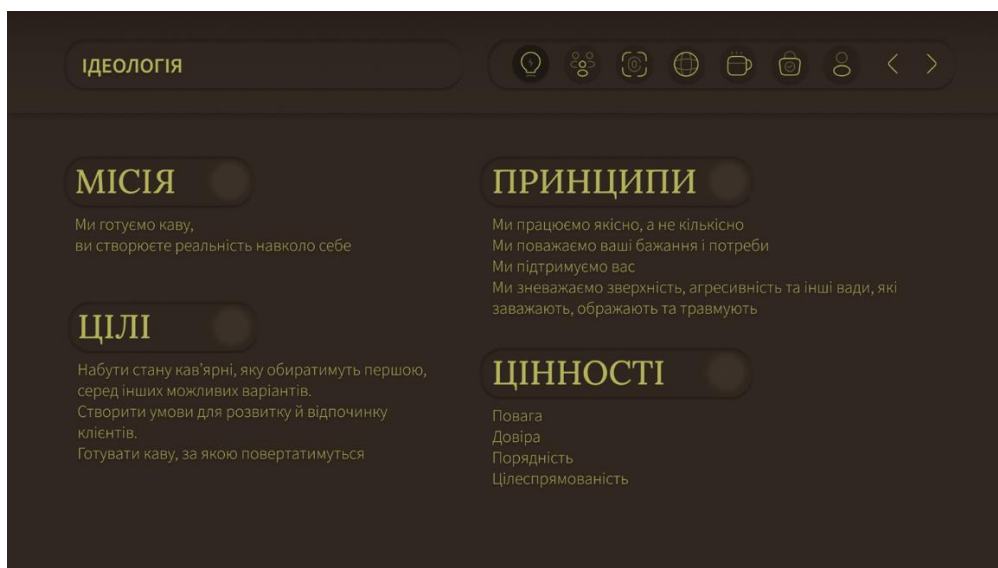 ІДЕОЛОГІЯ
МІСІЯ
Ми готуємо каву,
ви створюєте реальність навколо себе
ЦІЛІ
Набути стану кав’ярні, яку обиратимуть першою,
серед інших можливих варіантів.
Створити умови для розвитку й відпочинку
клієнтів.
Готувати каву, за якою повертатимуться
ПРИНЦИПИ
Ми працюємо якісно, а не кількісно
Ми поважаємо ваші бажання і потреби
Ми підтримуємо вас
Ми зневажаємо зверхність, агресивність та інші вади, які
заважають, ображають та травмують
ЦІННОСТІ
Повага
Довіра
Порядність
Цілеспрямованість